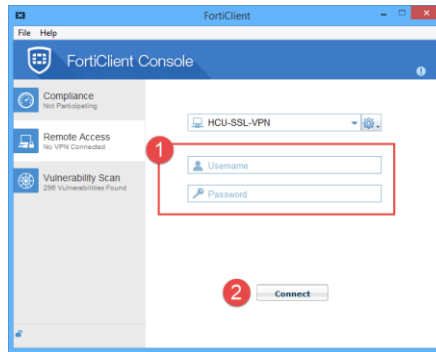 FortiClient
File Help
FortiClient Console
Compliance
Not Participating
Remote Access
No VPN Connected
Vulnerability Scan
296 Vulnerabilities Found
HCU-SSL-VPN
1
Username
Password
2
Connect